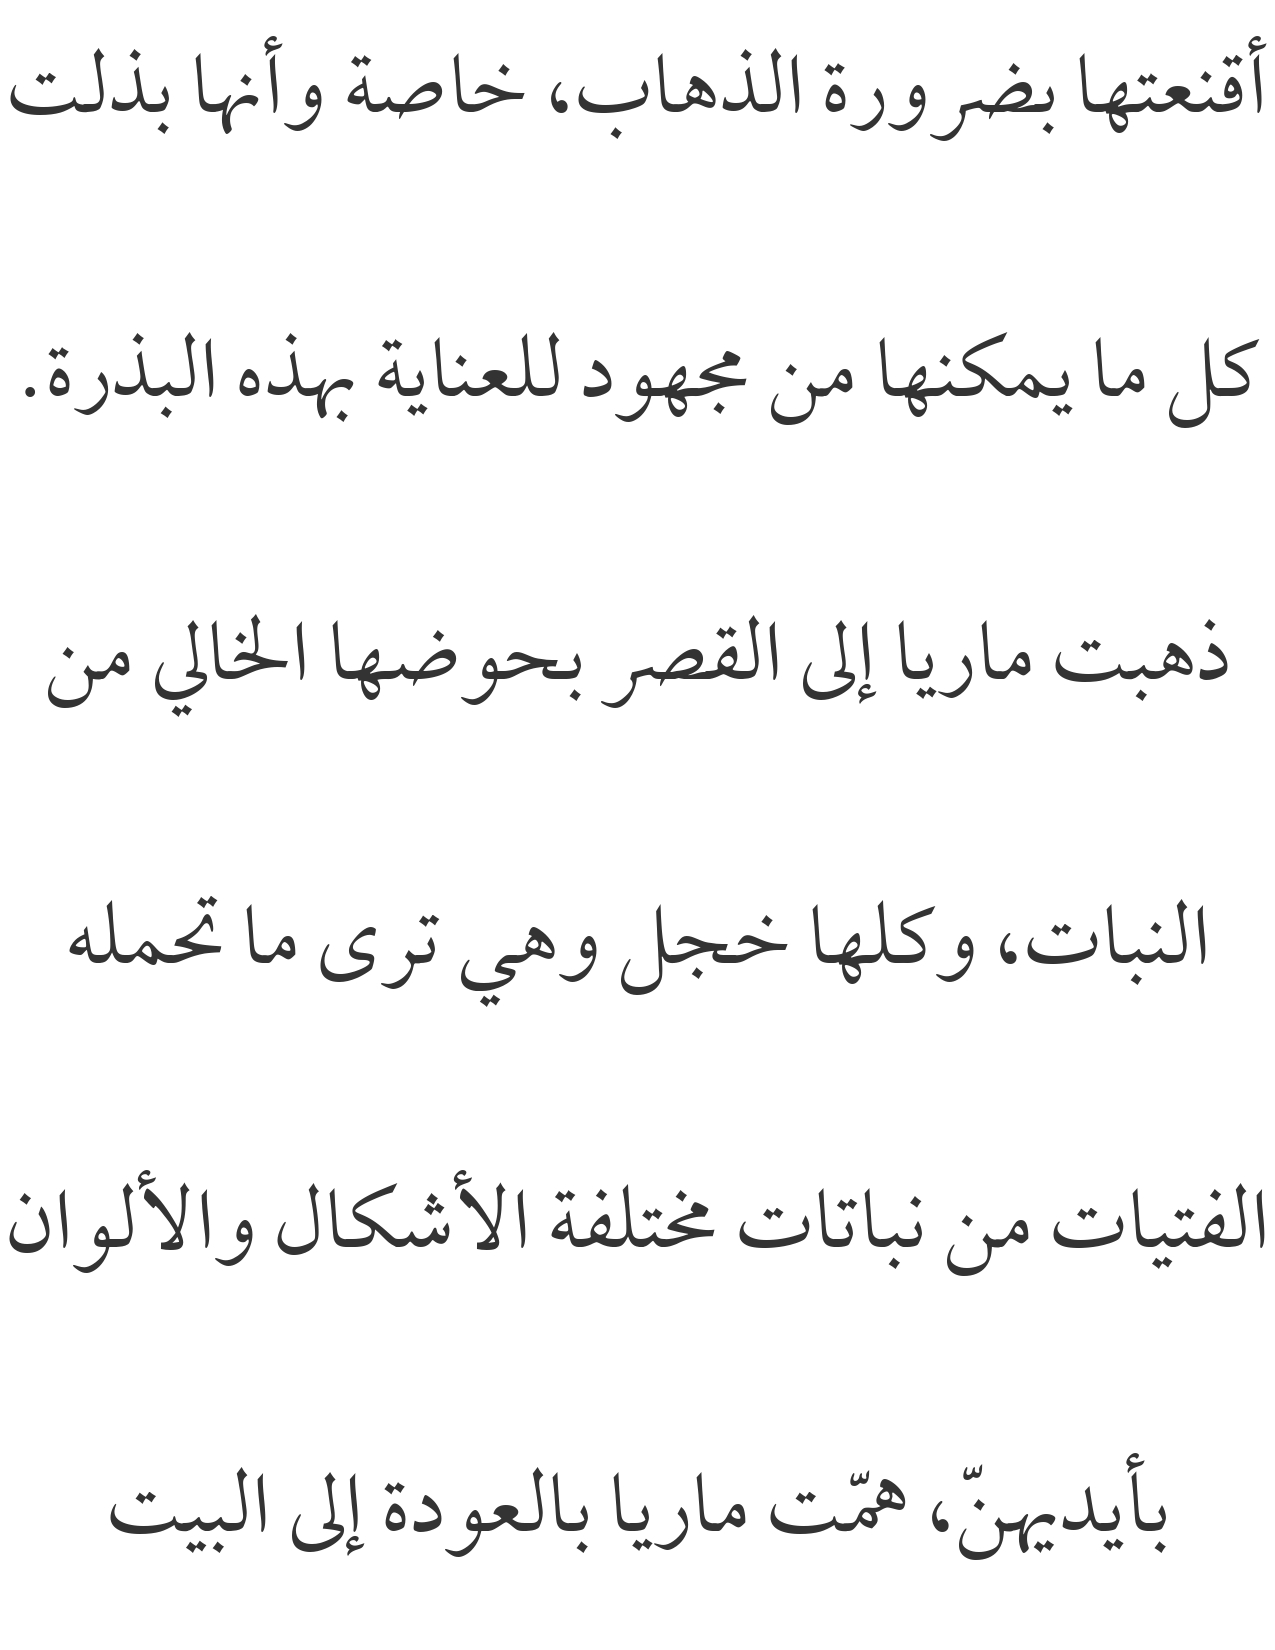 أقنعتها بضرورة الذهاب، خاصة وأنها بذلت
كل ما يمكنها من مجهود للعناية بهذه البذرة.
ذهبت ماريا إلى القصر بحوضها الخالي من
النبات، وكلها خجل وهي ترى ما تحمله
الفتيات من نباتات مختلفة الأشكال والألوان
بأيديهنّ، همّت ماريا بالعودة إلى البيت